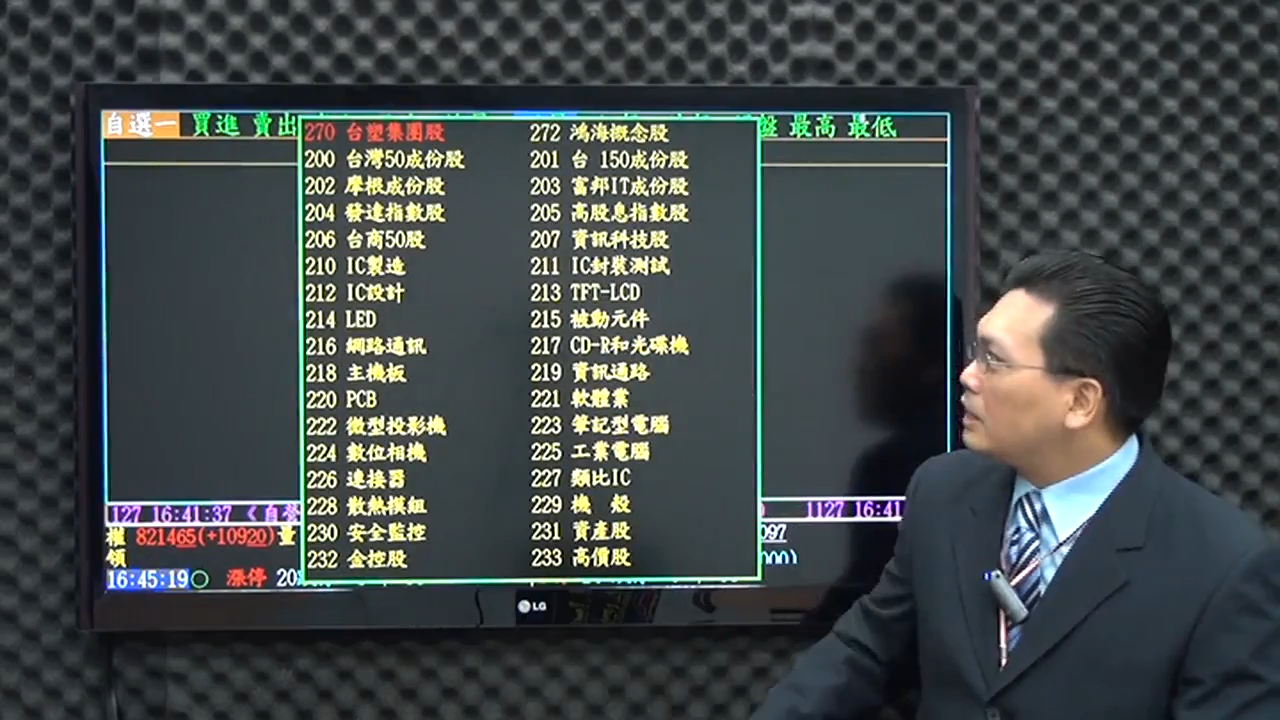 自選一 買進 賣出 盤 最高 最低
270 台塑集團股 272 鴻海概念股
200 台灣50成份股 201 台 150成份股
202 摩根成份股 203 富邦IT成份股
204 發達指數股 205 高股息指數股
206 台商50股 207 資訊科技股
210 IC製造 211 IC封裝測試
212 IC設計 213 TFT-LCD
214 LED 215 被動元件
216 網路通訊 217 CD-R和光碟機
218 主機板 219 資訊通路
220 PCB 221 軟體業
222 微型投影機 223 筆記型電腦
224 數位相機 225 工業電腦
226 連接器 227 類比IC
228 散熱模組 229 機 殼
230 安全監控 231 資產股
232 金控股 233 高價股
1127 16:41:37 《自營 1127 16:41
權 821465(+10920)量 097
領 000)
16:45:19 漲停 20
LG